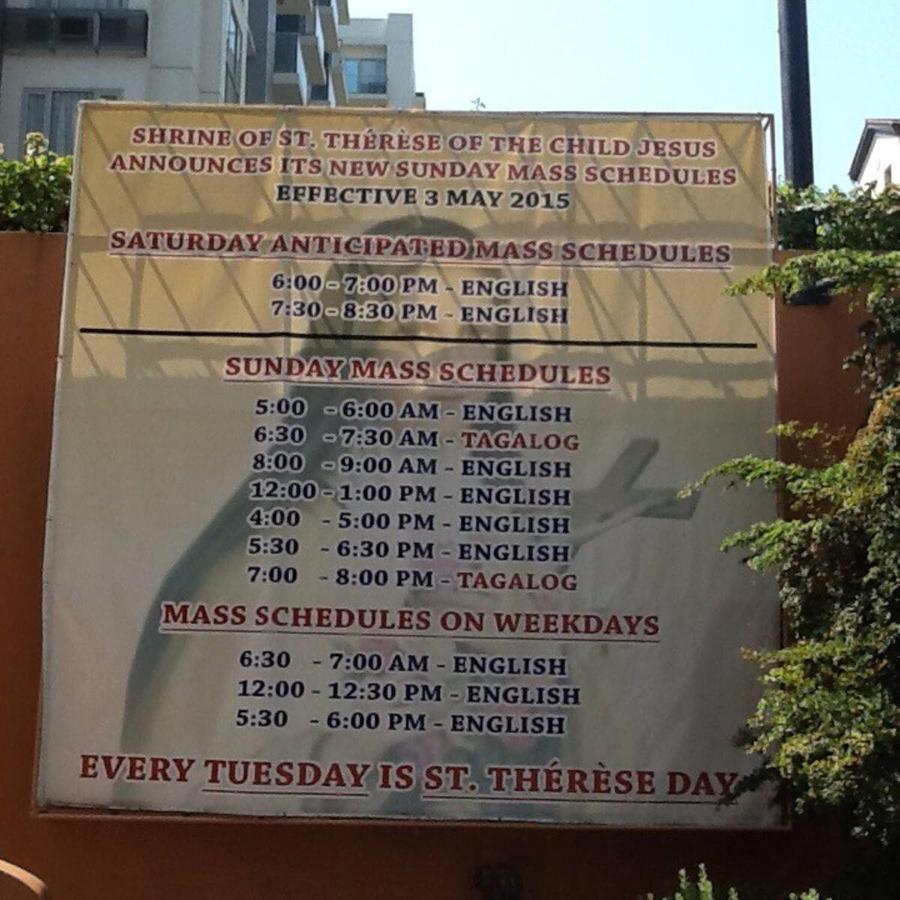 SHRINE OF ST. THÉRÈSE OF THE CHILD JESUS
ANNOUNCES ITS NEW SUNDAY MASS SCHEDULES
EFFECTIVE 3 MAY 2015
SATURDAY ANTICIPATED MASS SCHEDULES
6:00 - 7:00 PM - ENGLISH
7:30 - 8:30 PM - ENGLISH
SUNDAY MASS SCHEDULES
5:00 - 6:00 AM - ENGLISH
6:30 - 7:30 AM - TAGALOG
8:00 - 9:00 AM - ENGLISH
12:00 - 1:00 PM - ENGLISH
4:00 - 5:00 PM - ENGLISH
5:30 - 6:30 PM - ENGLISH
7:00 - 8:00 PM - TAGALOG
MASS SCHEDULES ON WEEKDAYS
6:30 - 7:00 AM - ENGLISH
12:00 - 12:30 PM - ENGLISH
5:30 - 6:00 PM - ENGLISH
EVERY TUESDAY IS ST. THÉRÈSE DAY